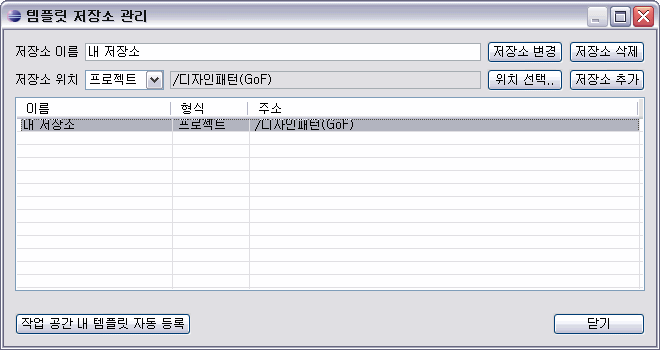 템플릿 저장소 관리
저장소 이름 내 저장소 저장소 변경 저장소 삭제
저장소 위치 프로젝트 /디자인패턴(GoF) 위치 선택.. 저장소 추가
이름 형식 주소
내 저장소 프로젝트 /디자인패턴(GoF)
작업 공간 내 템플릿 자동 등록 닫기